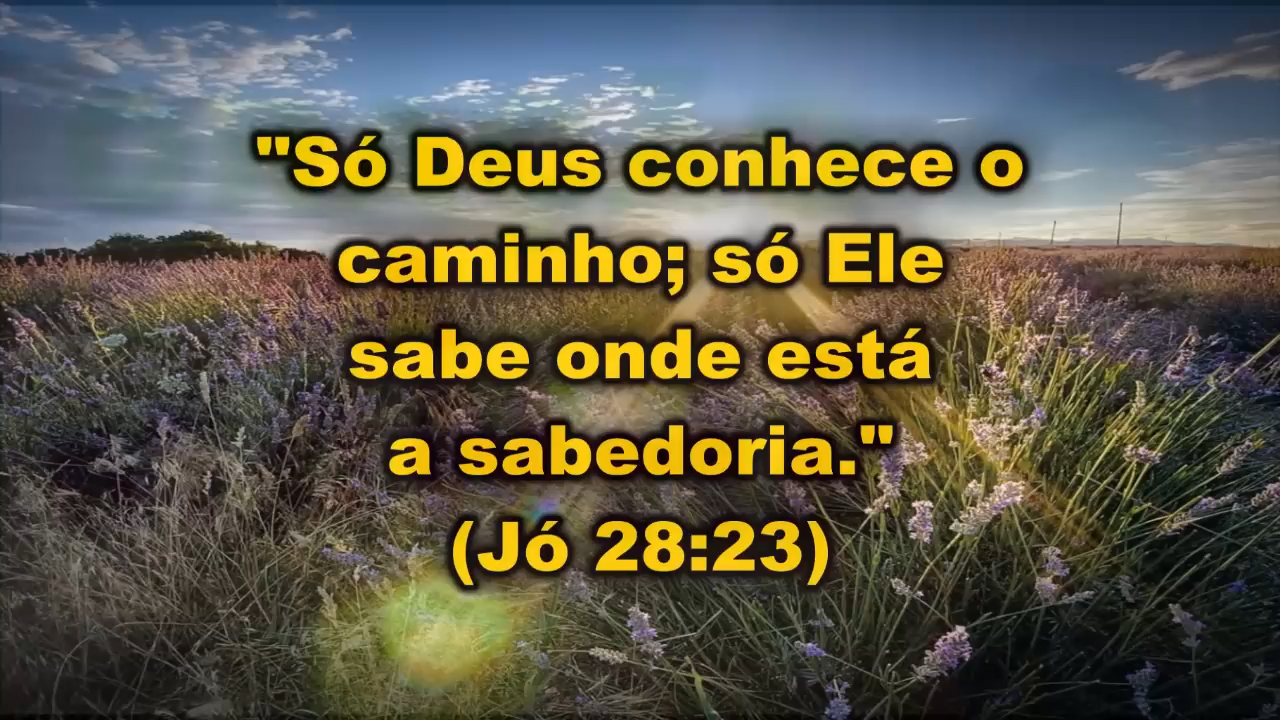 "Só Deus conhece o
caminho; só Ele
sabe onde está
a sabedoria."
(Jó 28:23)